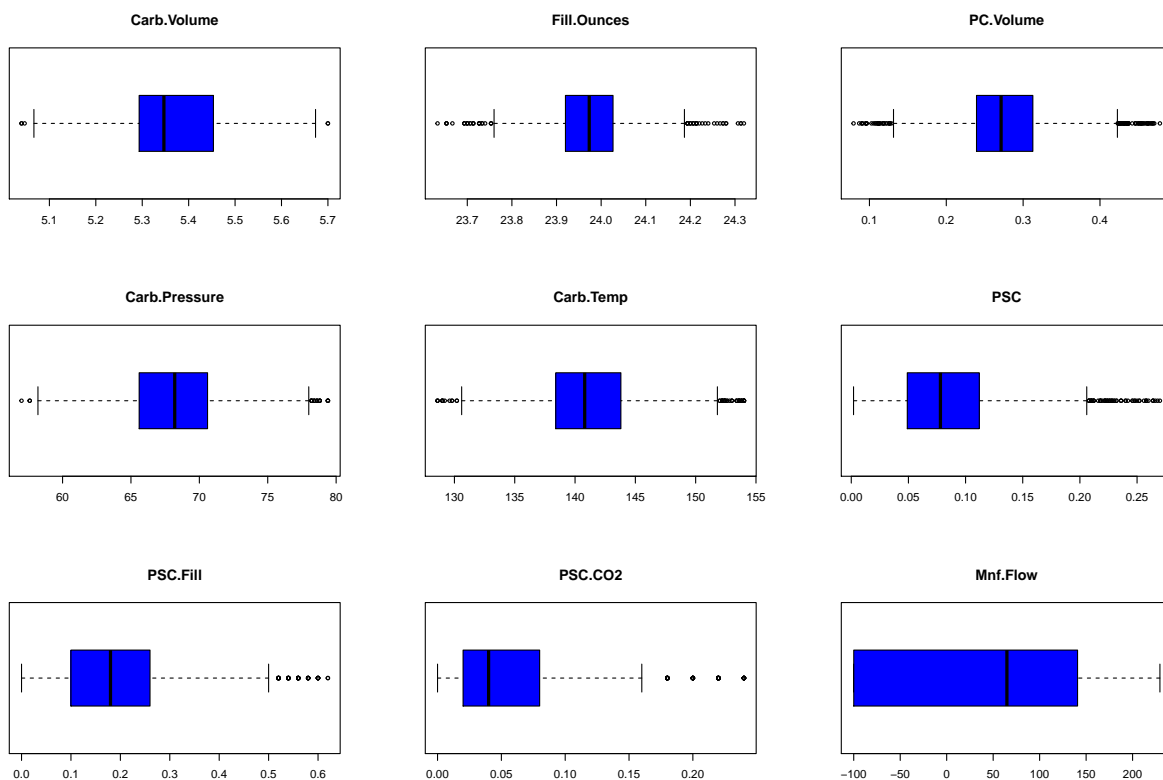 Carb.Volume Fill.Ounces PC.Volume
5.1 5.2 5.3 5.4 5.5 5.6 5.7 23.7 23.8 23.9 24.0 24.1 24.2 24.3 0.1 0.2 0.3 0.4
Carb.Pressure Carb.Temp PSC
60 65 70 75 80 130 135 140 145 150 155 0.00 0.05 0.10 0.15 0.20 0.25
PSC.Fill PSC.CO2 Mnf.Flow
0.0 0.1 0.2 0.3 0.4 0.5 0.6 0.00 0.05 0.10 0.15 0.20 −100 −50 0 50 100 150 200